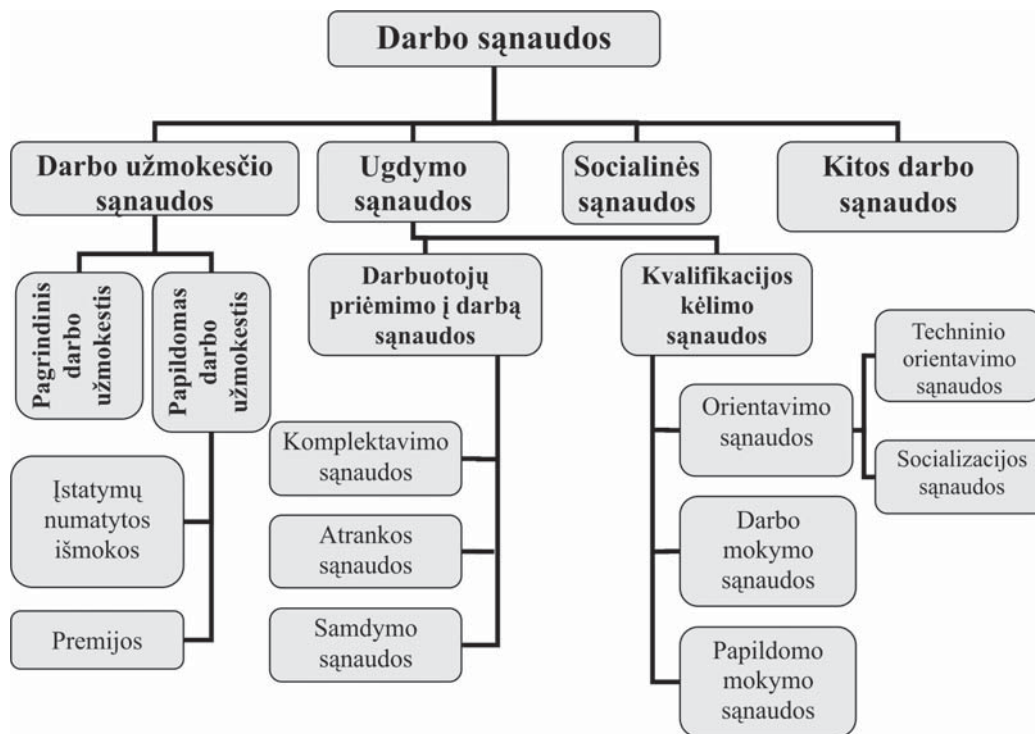 Darbo sąnaudos
Darbo užmokesčio
sąnaudos
Ugdymo
sąnaudos
Socialinės
sąnaudos
Kitos darbo
sąnaudos
Pagrindinis
darbo
užmokestis
Papildomas
darbo
užmokestis
Darbuotojų
priėmimo į darbą
sąnaudos
Kvalifikacijos
kėlimo
sąnaudos
Įstatymų
numatytos
išmokos
Premijos
Komplektavimo
sąnaudos
Atrankos
sąnaudos
Samdymo
sąnaudos
Orientavimo
sąnaudos
Techninio
orientavimo
sąnaudos
Socializacijos
sąnaudos
Darbo
mokymo
sąnaudos
Papildomo
mokymo
sąnaudos